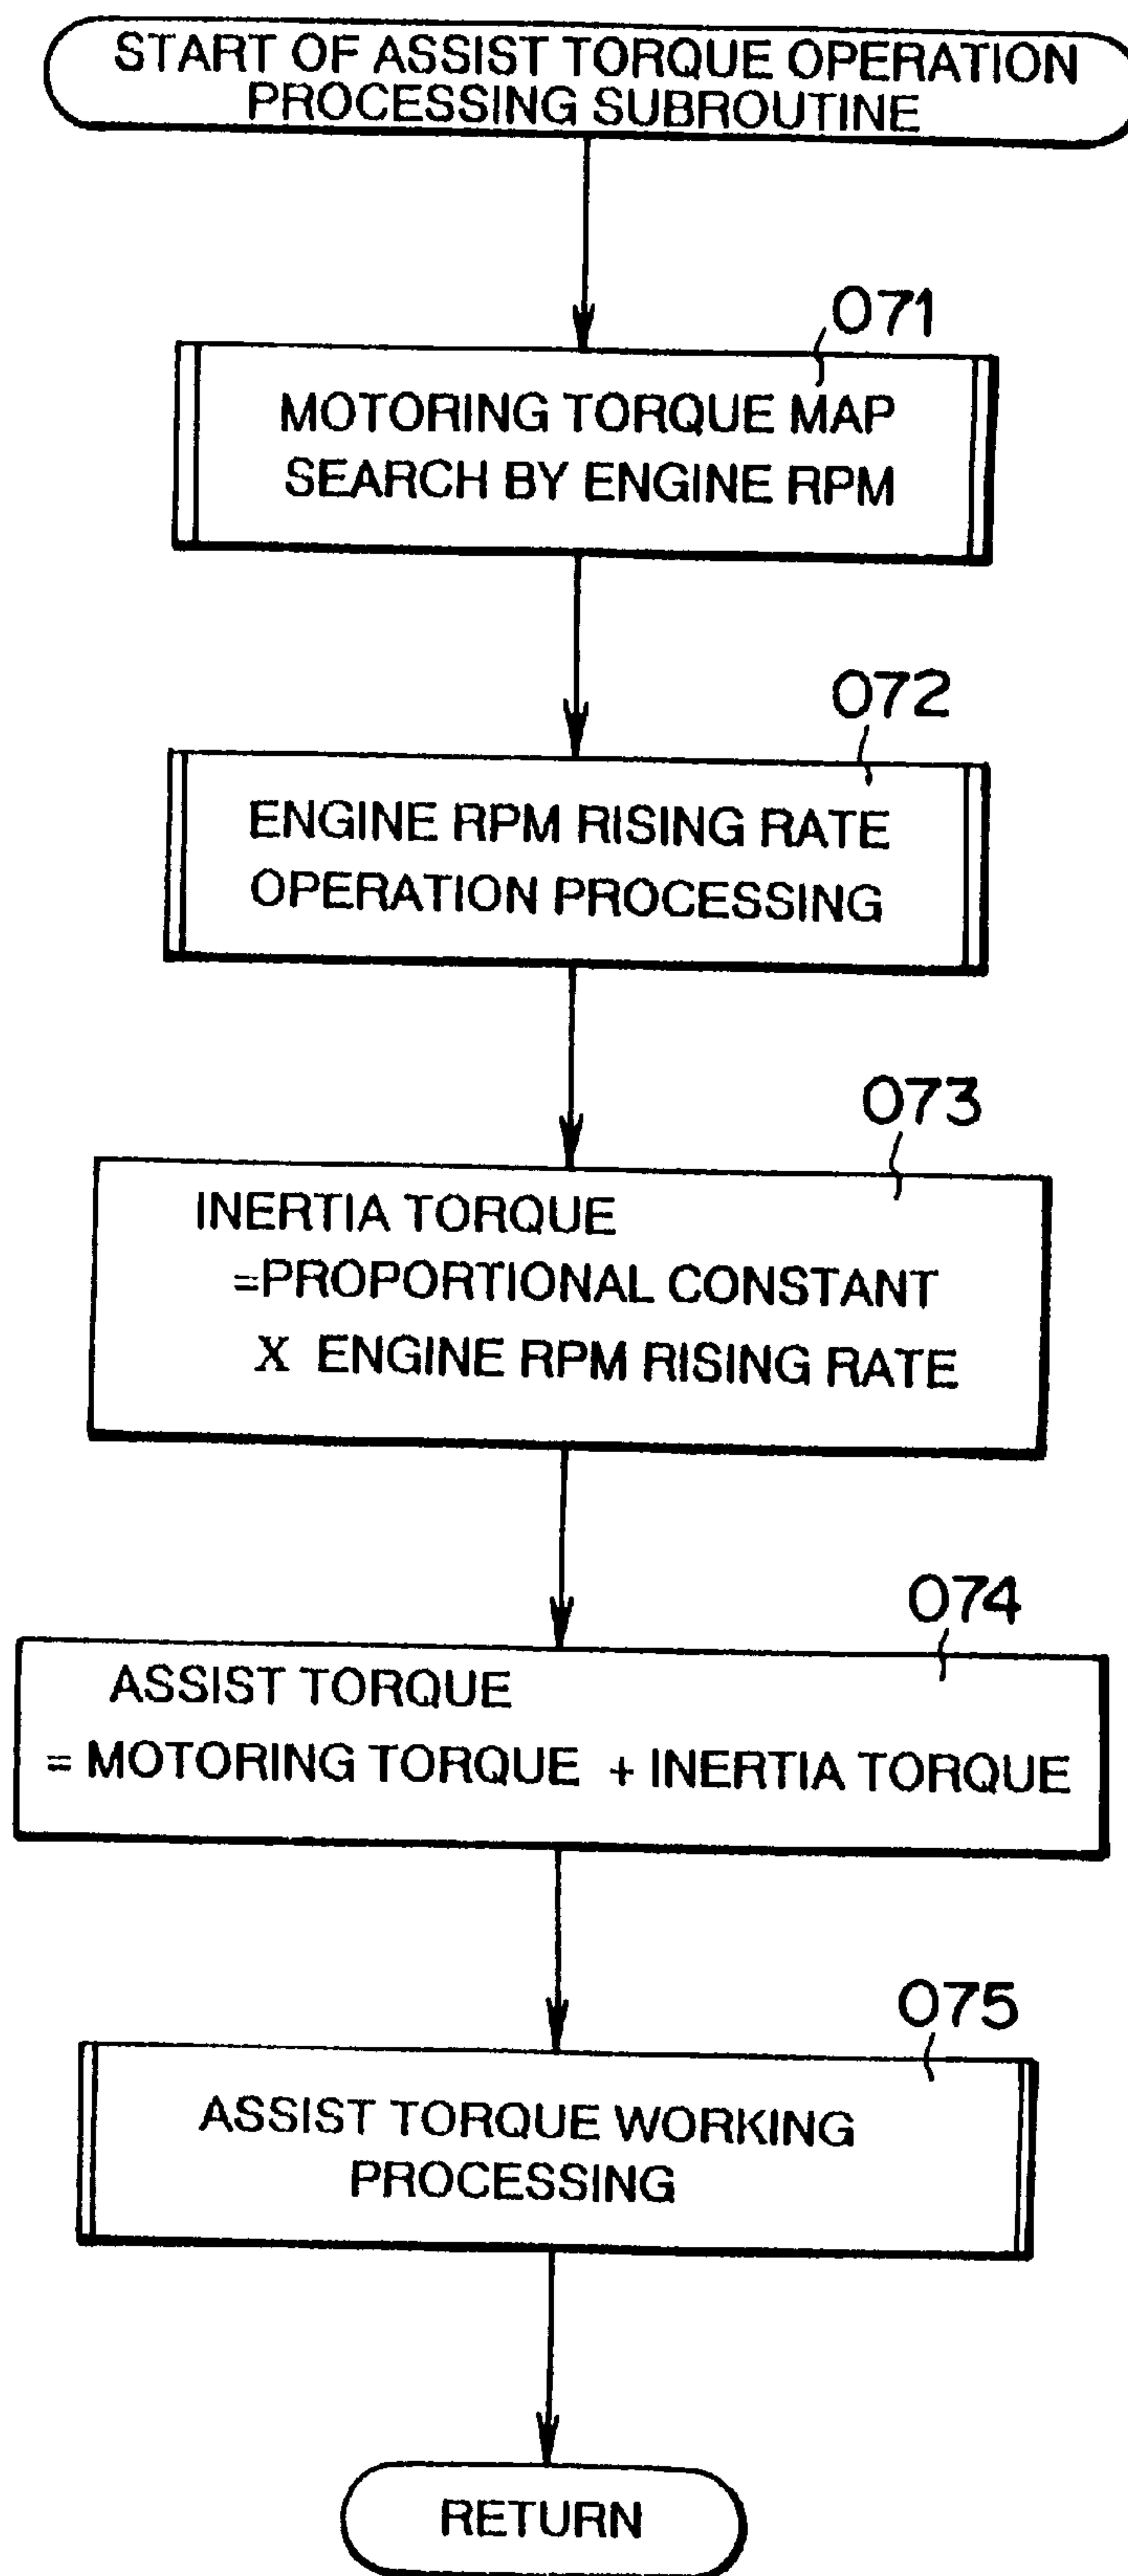 START OF ASSIST TORQUE OPERATION
PROCESSING SUBROUTINE
071
MOTORING TORQUE MAP
SEARCH BY ENGINE RPM
072
ENGINE RPM RISING RATE
OPERATION PROCESSING
073
INERTIA TORQUE
=PROPORTIONAL CONSTANT
X ENGINE RPM RISING RATE
074
ASSIST TORQUE
= MOTORING TORQUE + INERTIA TORQUE
075
ASSIST TORQUE WORKING
PROCESSING
RETURN